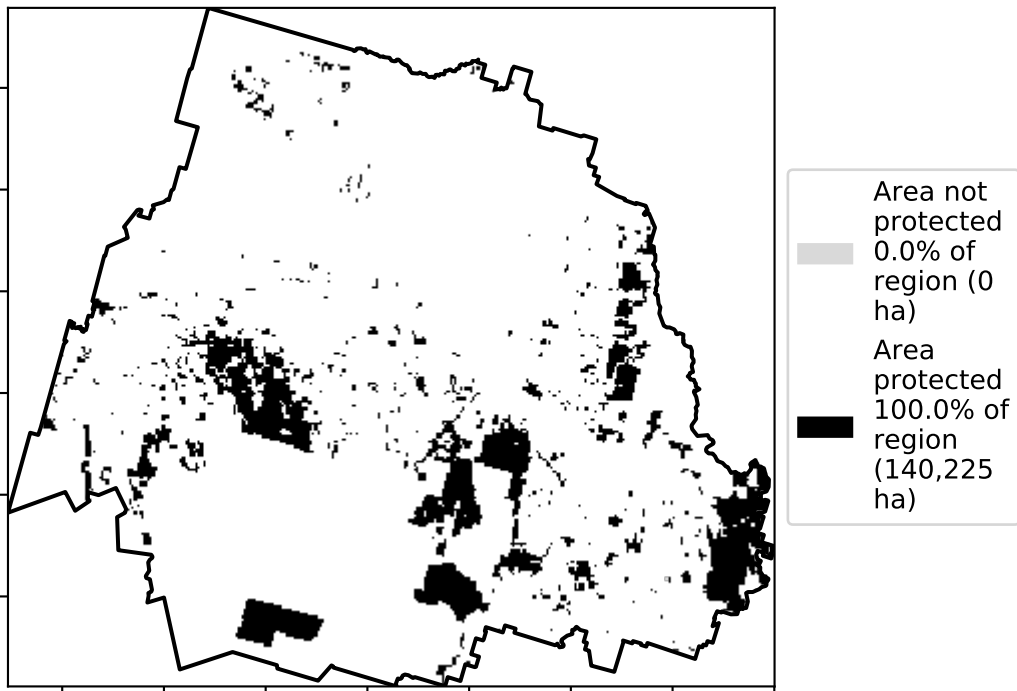 Area not
protected
0.0% of
region (0
ha)
Area
protected
100.0% of
region
(140,225
ha)